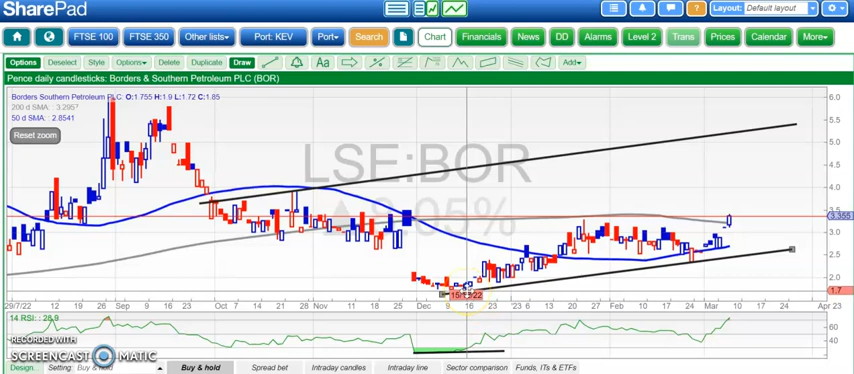 SharePad
Layout: Default layout
FTSE 100 FTSE 350 Other lists Port: KEV Port Search Chart Financials News DD Alarms Level 2 Trans Prices Calendar More
Options Deselect Style Zoom Delete Duplicate Draw Aa Add
Pence daily candlesticks: Borders & Southern Petroleum PLC (BOR)
Borders Southern Petroleum PLC: O:1.755 H:1.9 L:1.72 C:1.85
200 d SMA: 3.295
50 d SMA: 2.8541
Reset zoom
LSE:BOR
6.0
5.5
5.0
4.5
4.0
3.5
3.355
3.0
2.5
2.0
1.7
29/7/22 12 19 26 Sep 9 16 23 Oct 7 14 21 Nov 11 18 25 Dec 9 16 23 '23 6 13 20 27 Feb 10 17 24 Mar 10 17 24 Apr 23
14 RSI: 28.9
80
60
40
RECORDED WITH
SCREENCAST-O-MATIC
Design... Setting: Buy & hold Buy & hold Spread bet Intraday candles Intraday line Sector comparison Funds, ITs & ETFs